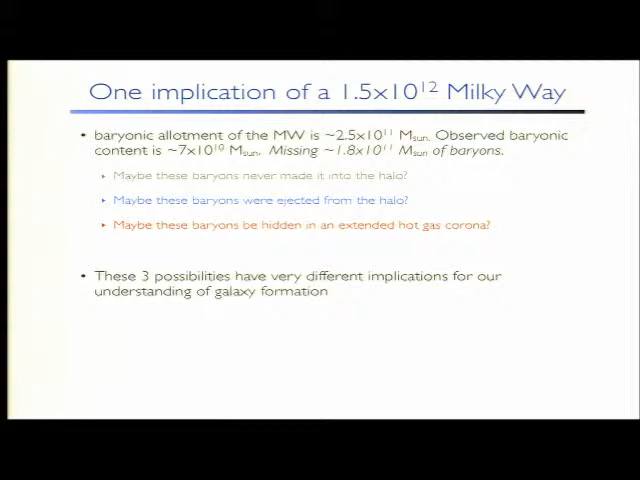 One implication of a 1.5x10¹² Milky Way
• baryonic allotment of the MW is ~2.5x10¹¹ Msun. Observed baryonic
content is ~7x10¹⁰ Msun. Missing ~1.8x10¹¹ Msun of baryons.
▸ Maybe these baryons never made it into the halo?
▸ Maybe these baryons were ejected from the halo?
▸ Maybe these baryons be hidden in an extended hot gas corona?
• These 3 possibilities have very different implications for our
understanding of galaxy formation